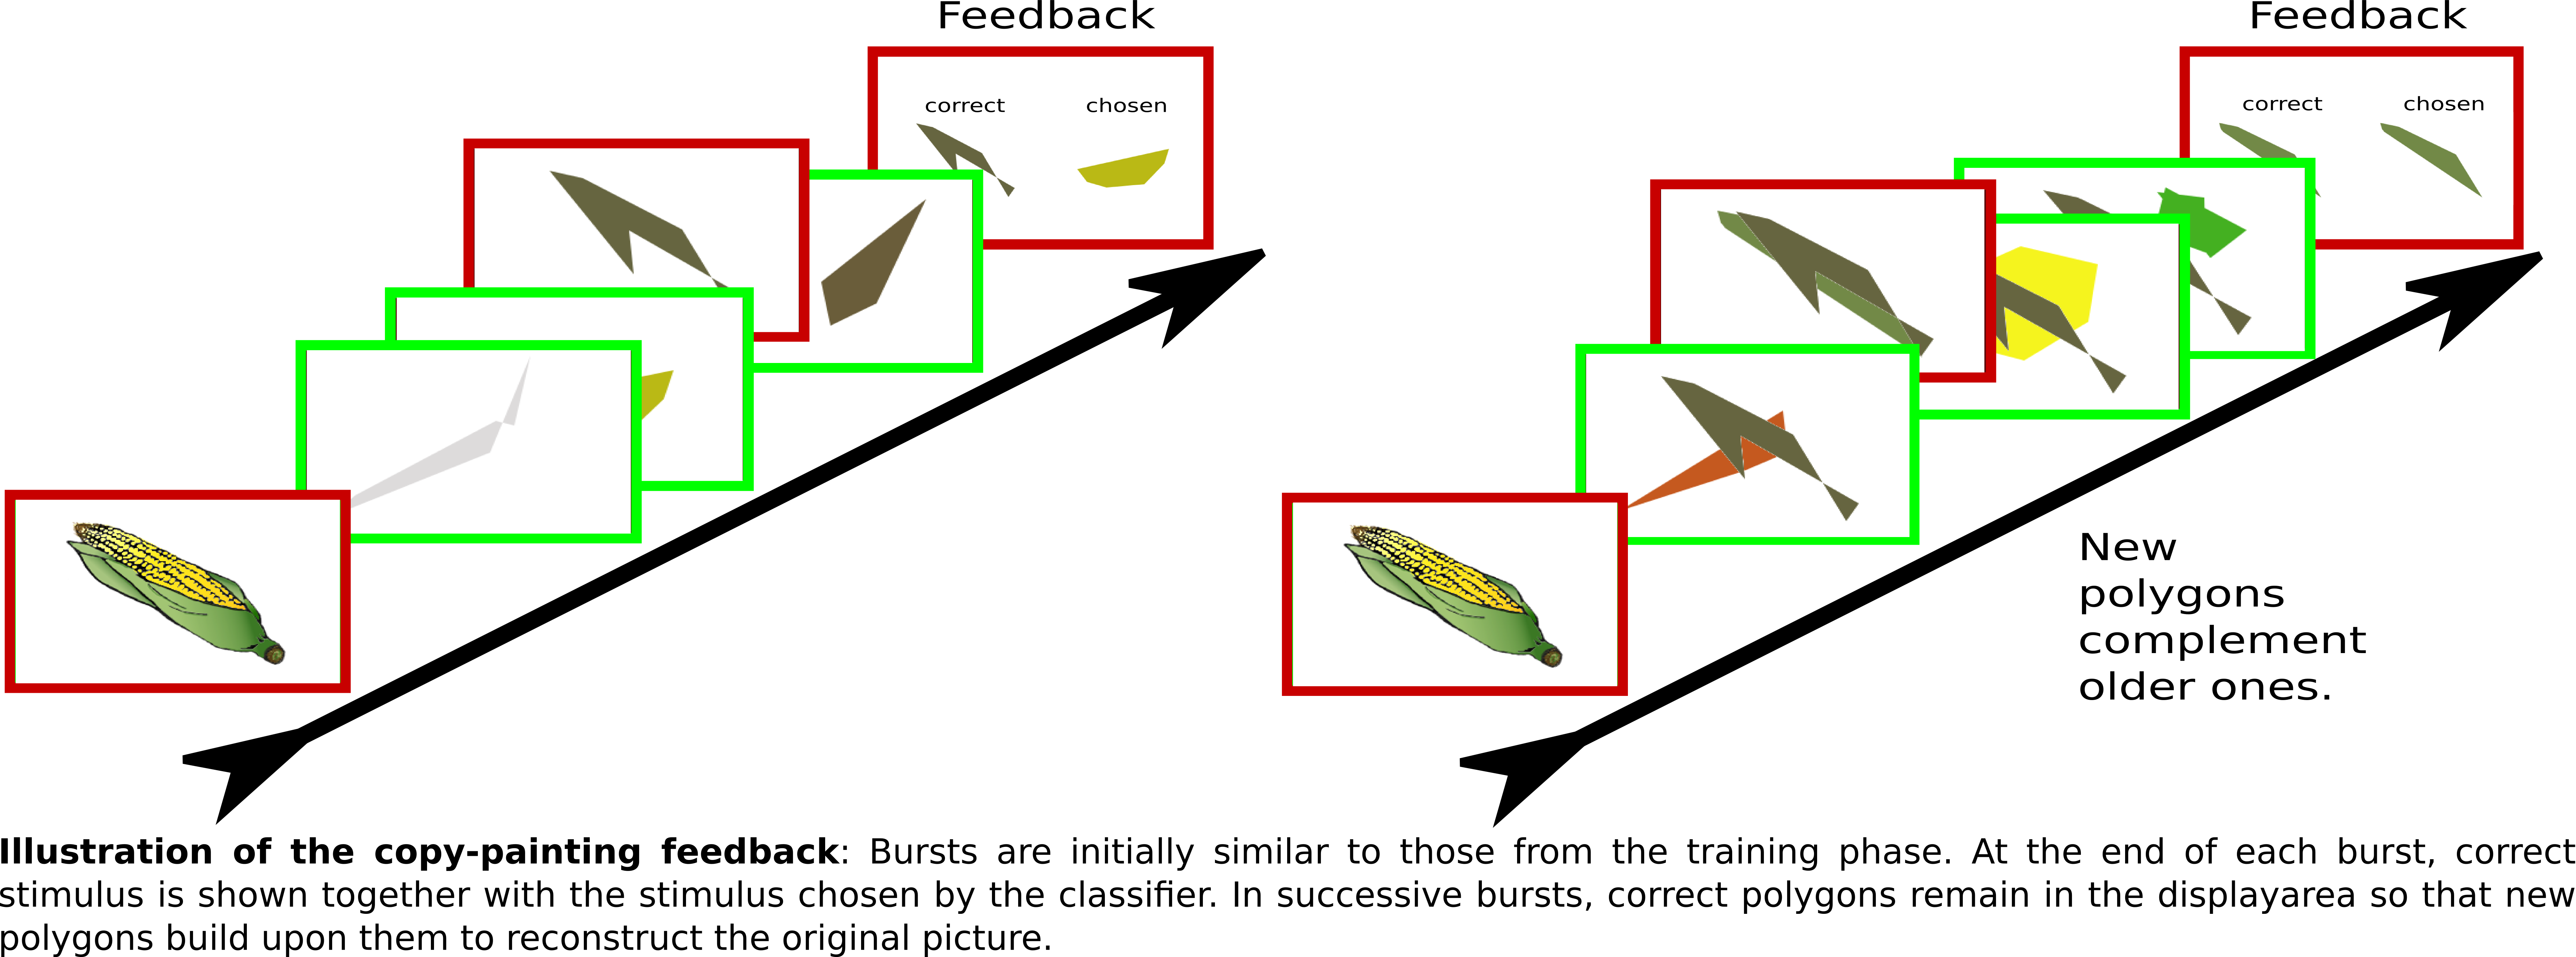 Feedback
correct chosen
Feedback
correct chosen
New
polygons
complement
older ones.
Illustration of the copy-painting feedback: Bursts are initially similar to those from the training phase. At the end of each burst, correct
stimulus is shown together with the stimulus chosen by the classifier. In successive bursts, correct polygons remain in the displayarea so that new
polygons build upon them to reconstruct the original picture.